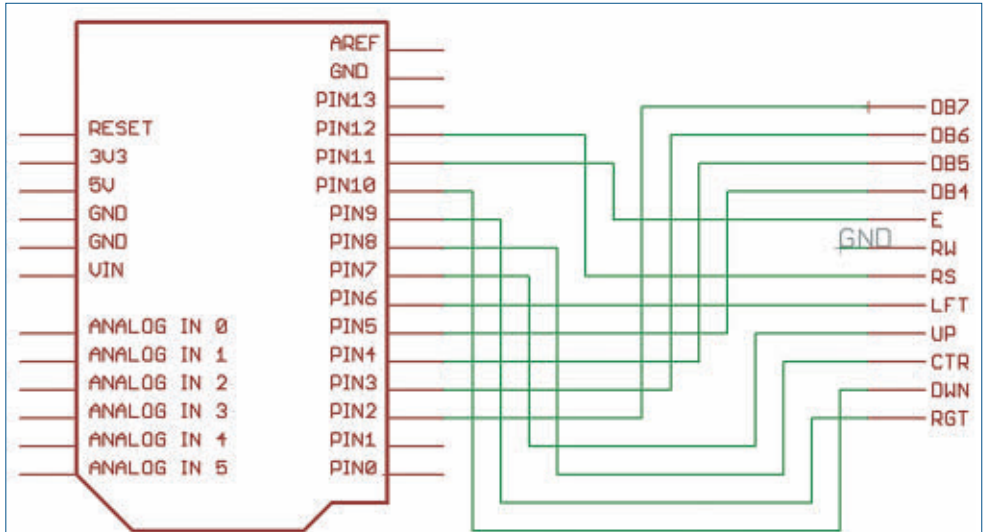 AREF
GND
PIN13
RESET
PIN12
3V3
PIN11
5V
PIN10
GND
PIN9
GND
PIN8
VIN
PIN7
PIN6
ANALOG IN 0
PIN5
ANALOG IN 1
PIN4
ANALOG IN 2
PIN3
ANALOG IN 3
PIN2
ANALOG IN 4
PIN1
ANALOG IN 5
PIN0
DB7
DB6
DB5
DB4
E
GND
RW
RS
LFT
UP
CTR
DWN
RGT